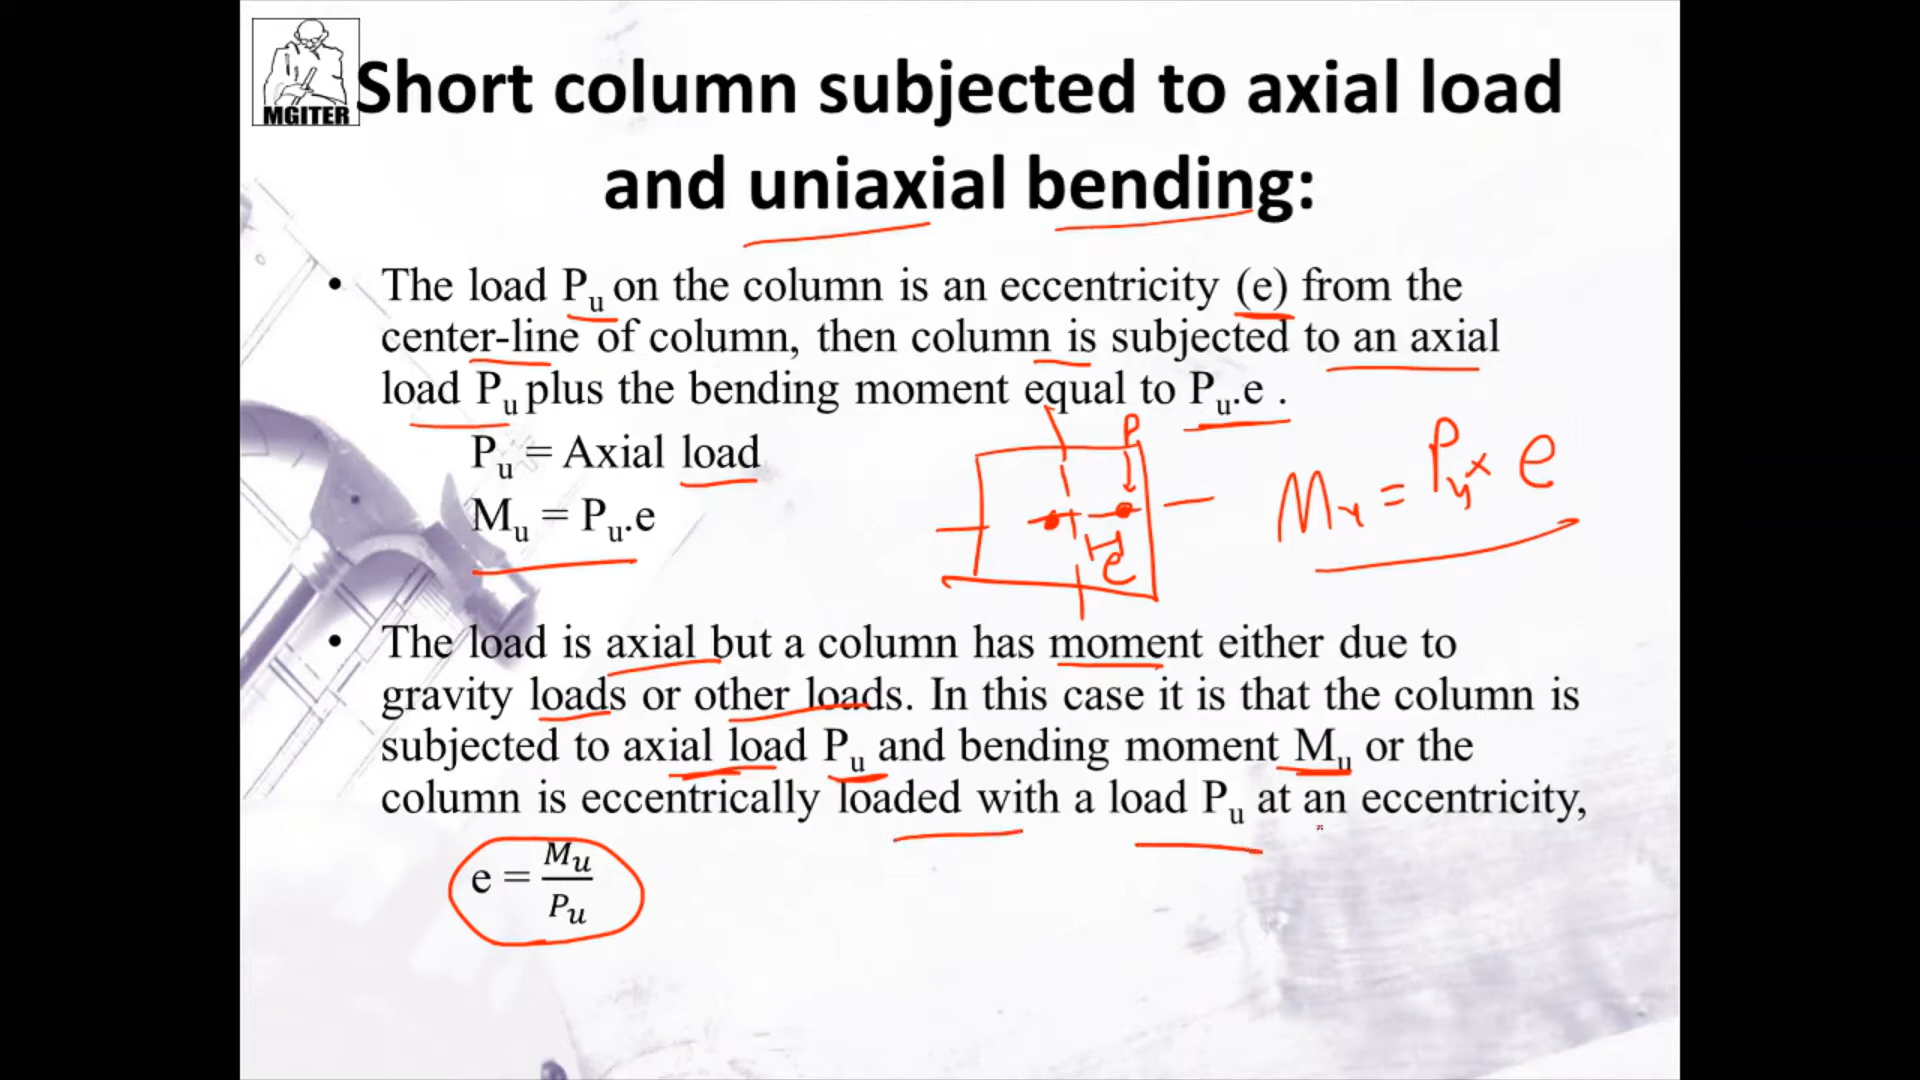 MGITER
Short column subjected to axial load
and uniaxial bending:
• The load Pu on the column is an eccentricity (e) from the
center-line of column, then column is subjected to an axial
load Pu plus the bending moment equal to Pu.e .
Pu = Axial load
Mu = Pu.e
P
e
Mu = Pu × e
• The load is axial but a column has moment either due to
gravity loads or other loads. In this case it is that the column is
subjected to axial load Pu and bending moment Mu or the
column is eccentrically loaded with a load Pu at an eccentricity,
e = Mu/Pu